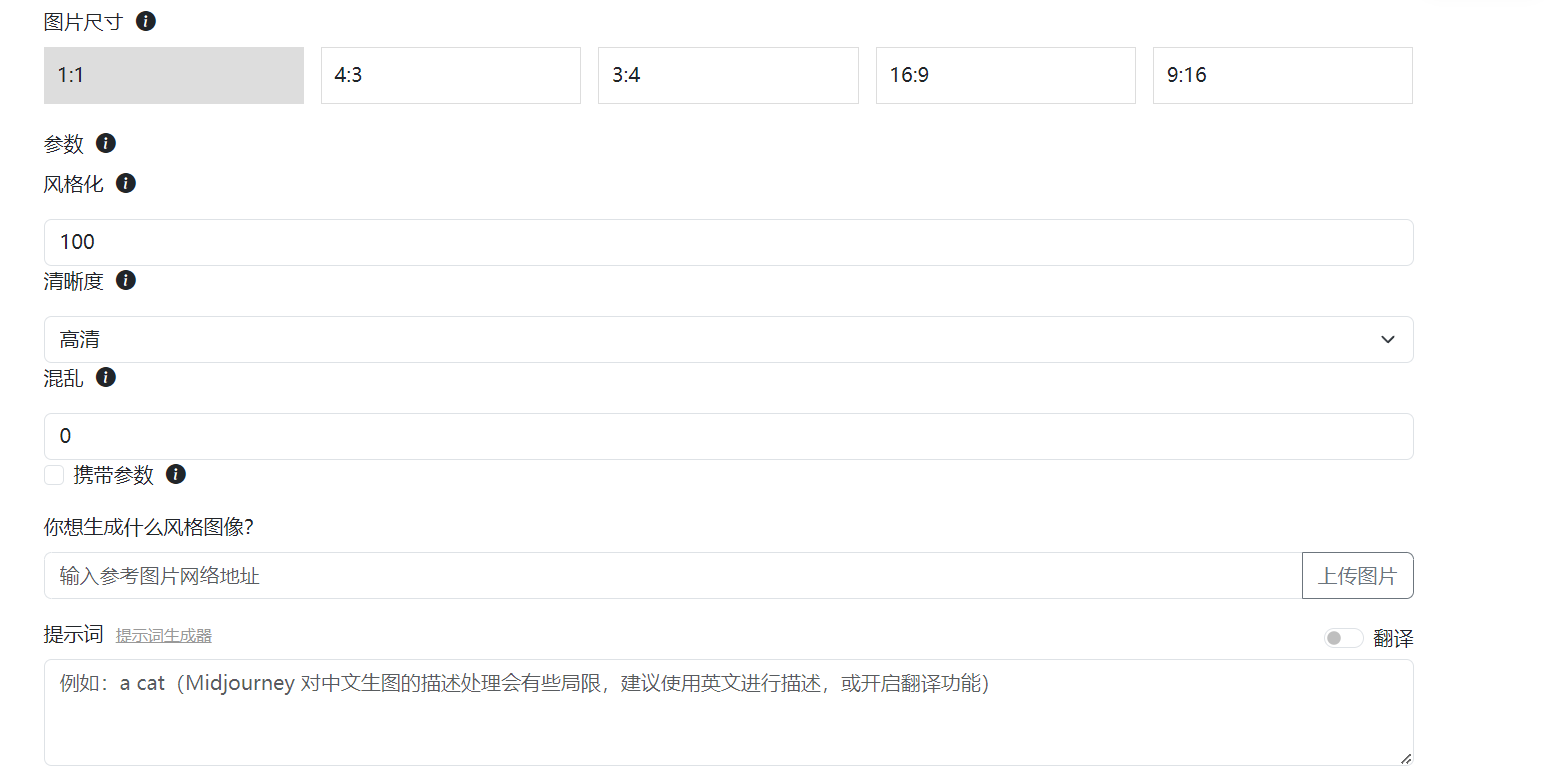 图片尺寸
1:1 4:3 3:4 16:9 9:16
参数
风格化
100
清晰度
高清
混乱
0
携带参数
你想生成什么风格图像?
输入参考图片网络地址 上传图片
提示词 提示词生成器 翻译
例如：a cat（Midjourney 对中文生图的描述处理会有些局限，建议使用英文进行描述，或开启翻译功能）